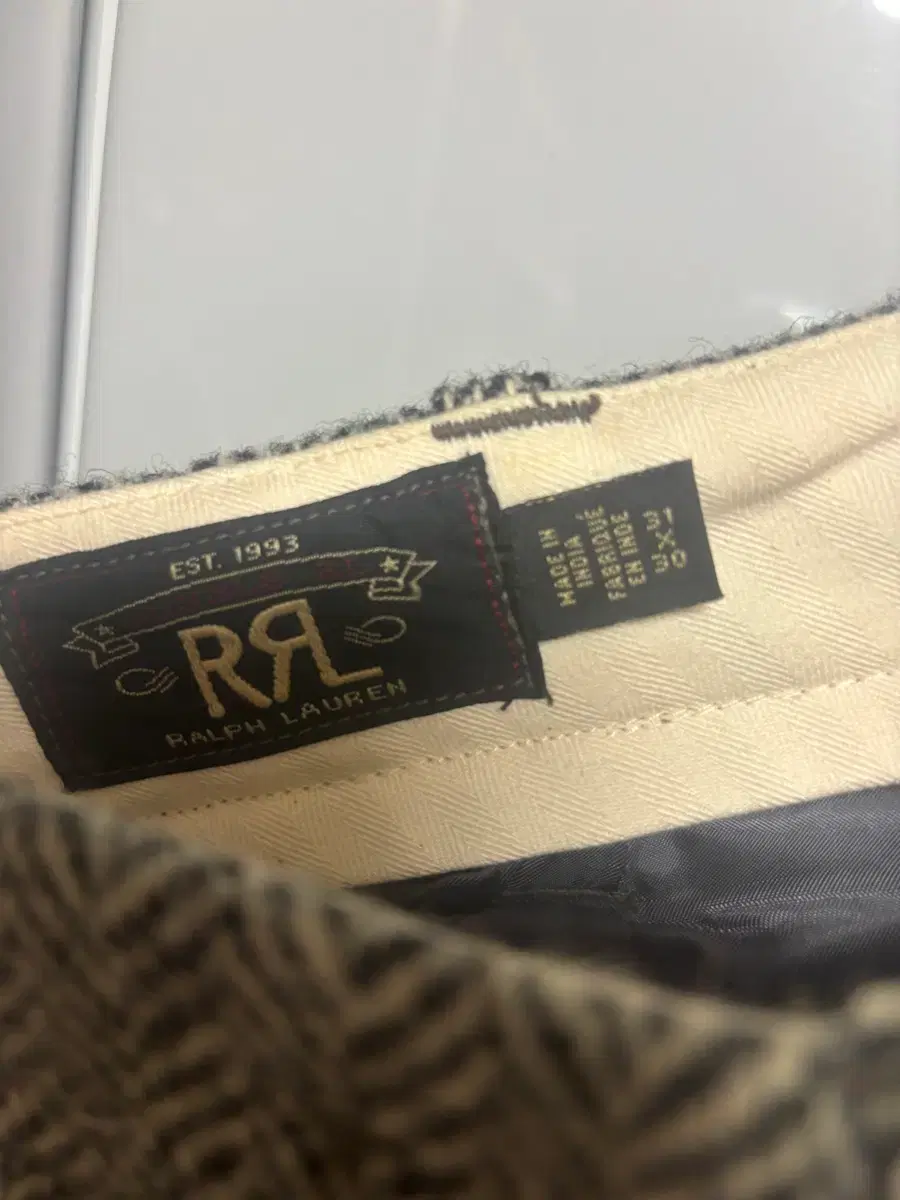 EST. 1993
RRL
RALPH LAUREN
MADE IN
INDIA
FABRIQUÉ
EN INDE